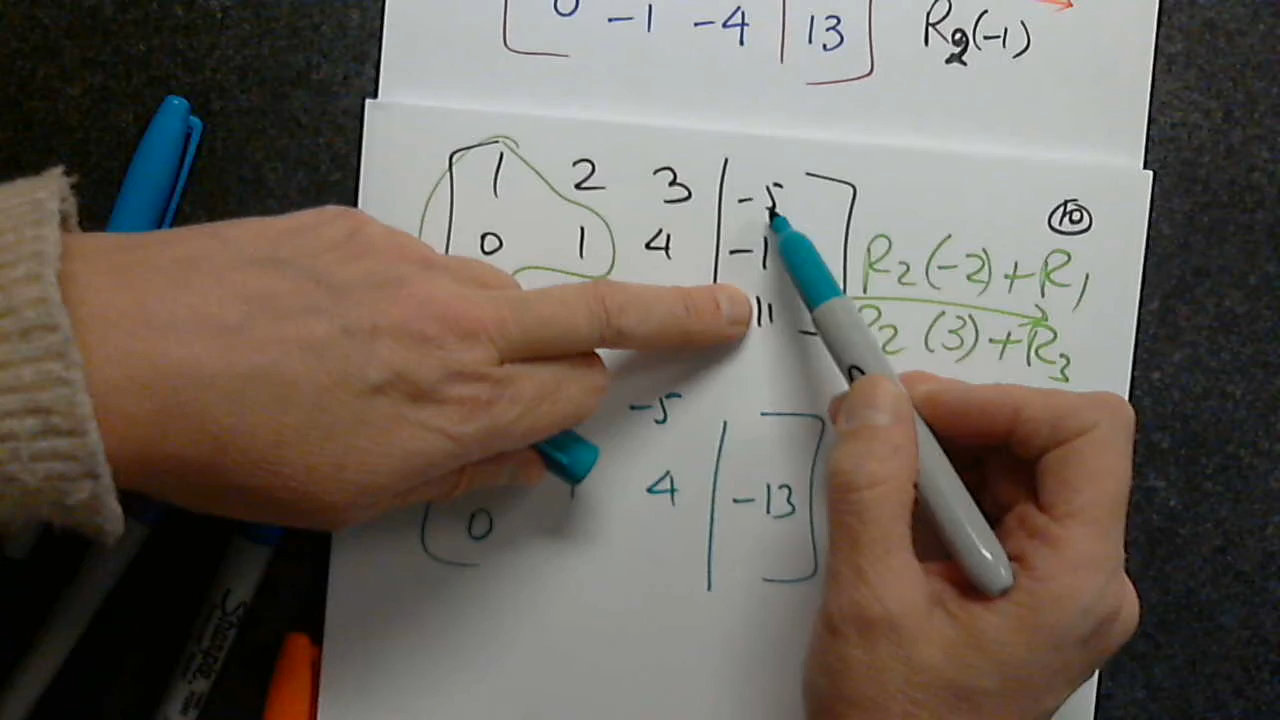 0 -1 -4 | 13 R2(-1)
10
1 2 3 | -5
0 1 4 | -1 R2(-2)+R1
11 R2(3)+R3
-5
4 | -13
0
Sharpie